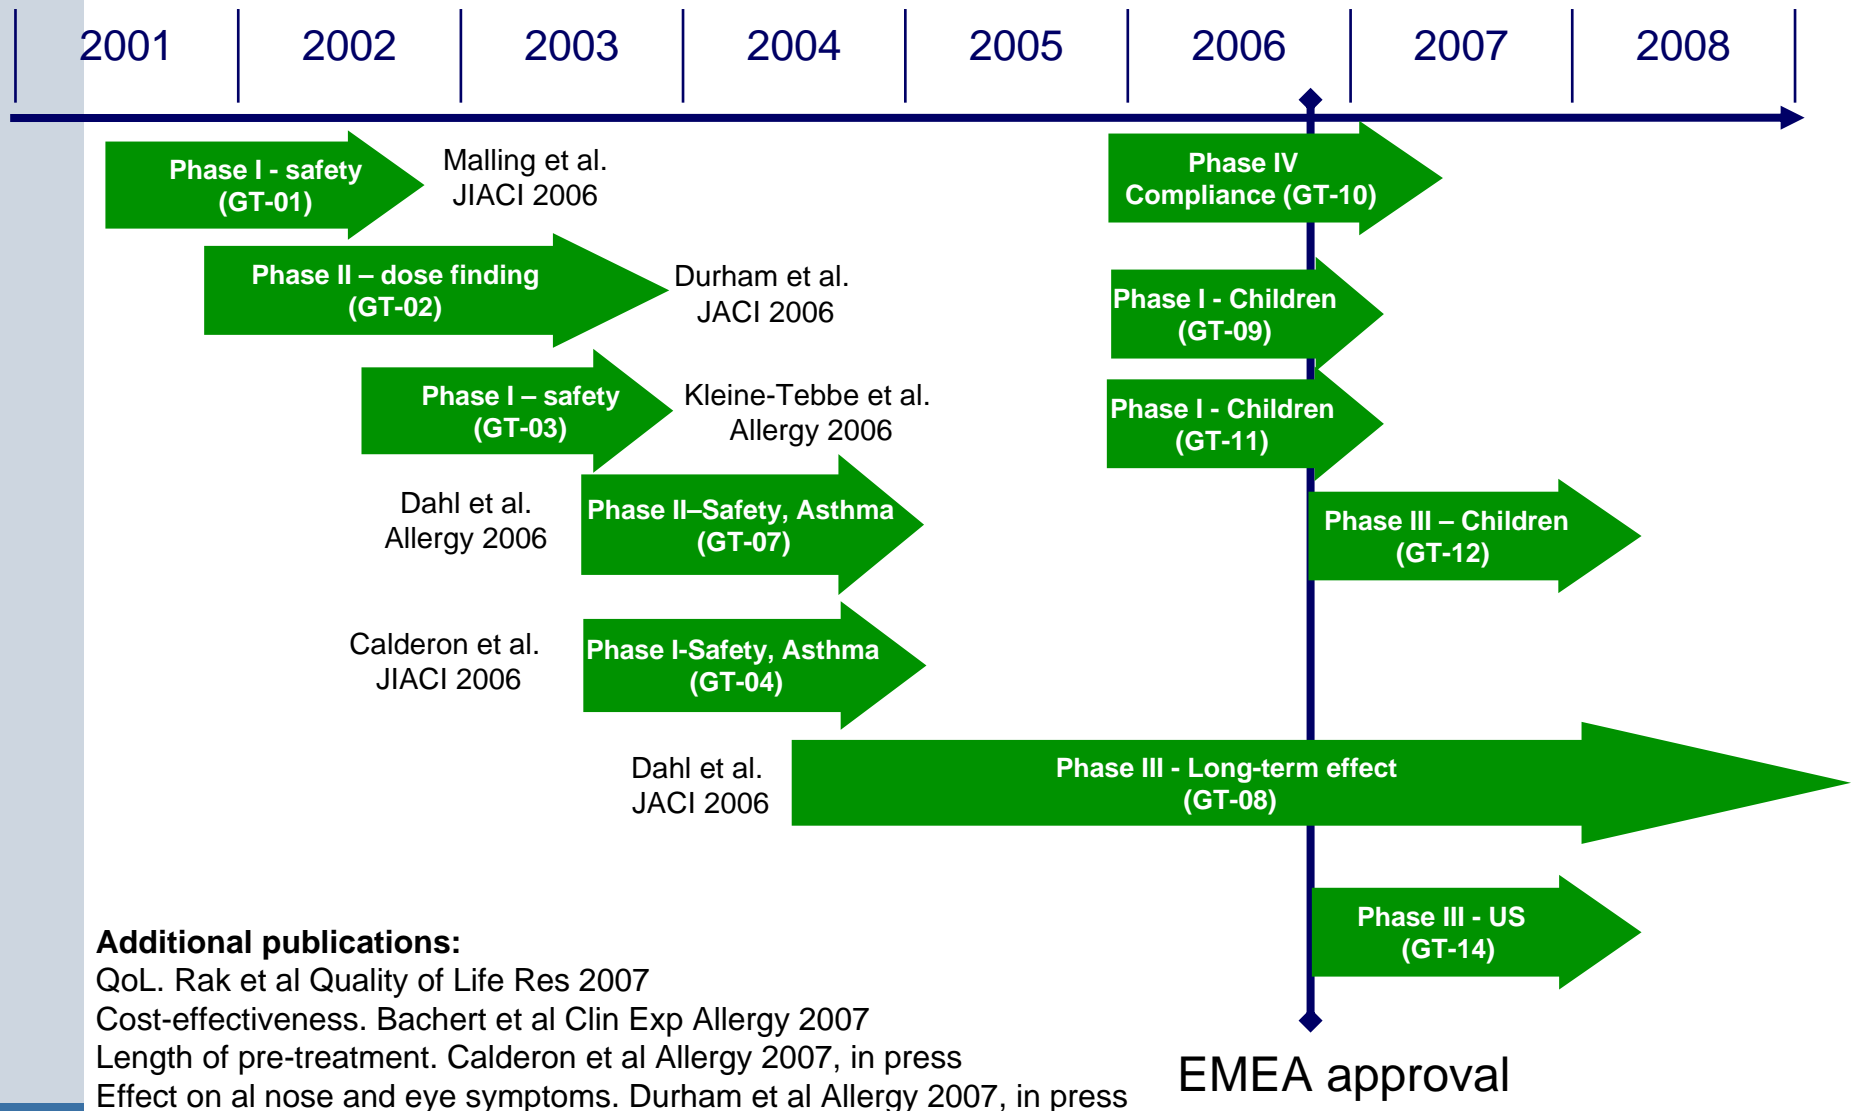 2001 2002 2003 2004 2005 2006 2007 2008
Phase I - safety
(GT-01)
Malling et al.
JIACI 2006
Phase IV
Compliance (GT-10)
Phase II – dose finding
(GT-02)
Durham et al.
JACI 2006
Phase I - Children
(GT-09)
Phase I – safety
(GT-03)
Kleine-Tebbe et al.
Allergy 2006
Phase I - Children
(GT-11)
Dahl et al.
Allergy 2006
Phase II–Safety, Asthma
(GT-07)
Phase III – Children
(GT-12)
Calderon et al.
JIACI 2006
Phase I-Safety, Asthma
(GT-04)
Dahl et al.
JACI 2006
Phase III - Long-term effect
(GT-08)
Phase III - US
(GT-14)
Additional publications:
QoL. Rak et al Quality of Life Res 2007
Cost-effectiveness. Bachert et al Clin Exp Allergy 2007
Length of pre-treatment. Calderon et al Allergy 2007, in press
Effect on al nose and eye symptoms. Durham et al Allergy 2007, in press
EMEA approval